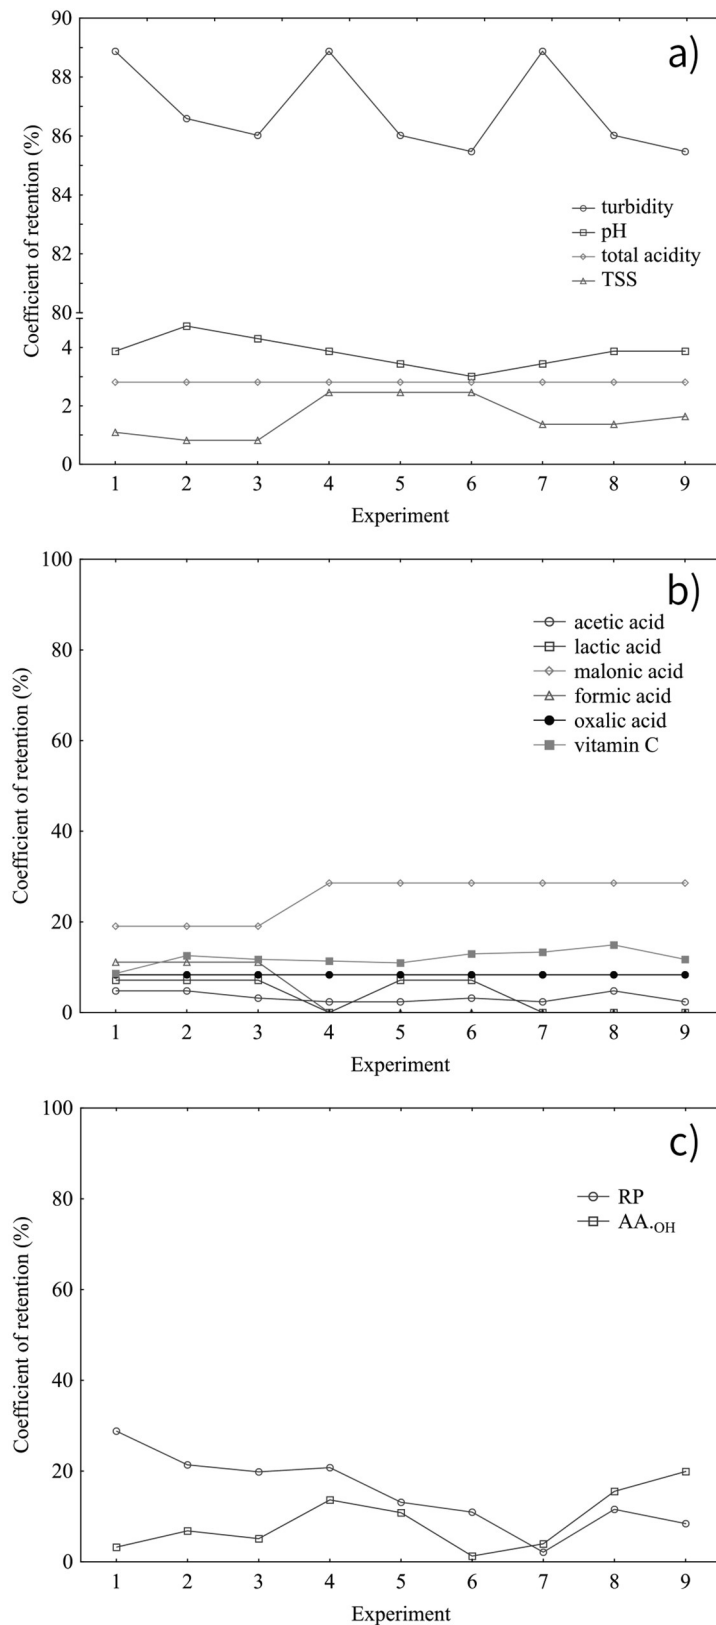 a)
90
88
86
84
82
80
4
2
0
Coefficient of retention (%)
turbidity
pH
total acidity
TSS
1 2 3 4 5 6 7 8 9
Experiment
b)
100
80
60
40
20
0
Coefficient of retention (%)
acetic acid
lactic acid
malonic acid
formic acid
oxalic acid
vitamin C
1 2 3 4 5 6 7 8 9
Experiment
c)
100
80
60
40
20
0
Coefficient of retention (%)
RP
AA·OH
1 2 3 4 5 6 7 8 9
Experiment